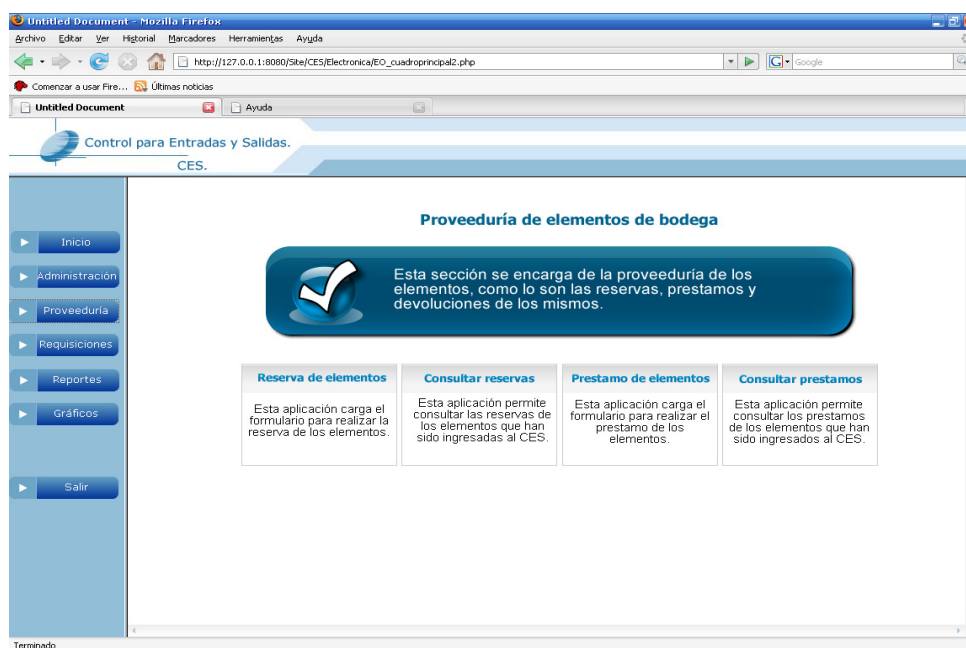 Untitled Document - Mozilla Firefox
Archivo Editar Ver Historial Marcadores Herramientas Ayuda
http://127.0.0.1:8080/Site/CES/Electronica/EO_cuadroprincipal2.php
Google
Comenzar a usar Fire... Últimas noticias
Untitled Document Ayuda
Control para Entradas y Salidas.
CES.
Inicio
Administración
Proveeduría
Requisiciones
Reportes
Gráficos
Salir
Proveeduría de elementos de bodega
Esta sección se encarga de la proveeduría de los
elementos, como lo son las reservas, prestamos y
devoluciones de los mismos.
Reserva de elementos
Esta aplicación carga el
formulario para realizar la
reserva de los elementos.
Consultar reservas
Esta aplicación permite
consultar las reservas de
los elementos que han
sido ingresadas al CES.
Prestamo de elementos
Esta aplicación carga el
formulario para realizar el
prestamo de los
elementos.
Consultar prestamos
Esta aplicación permite
consultar los prestamos
de los elementos que han
sido ingresados al CES.
Terminado